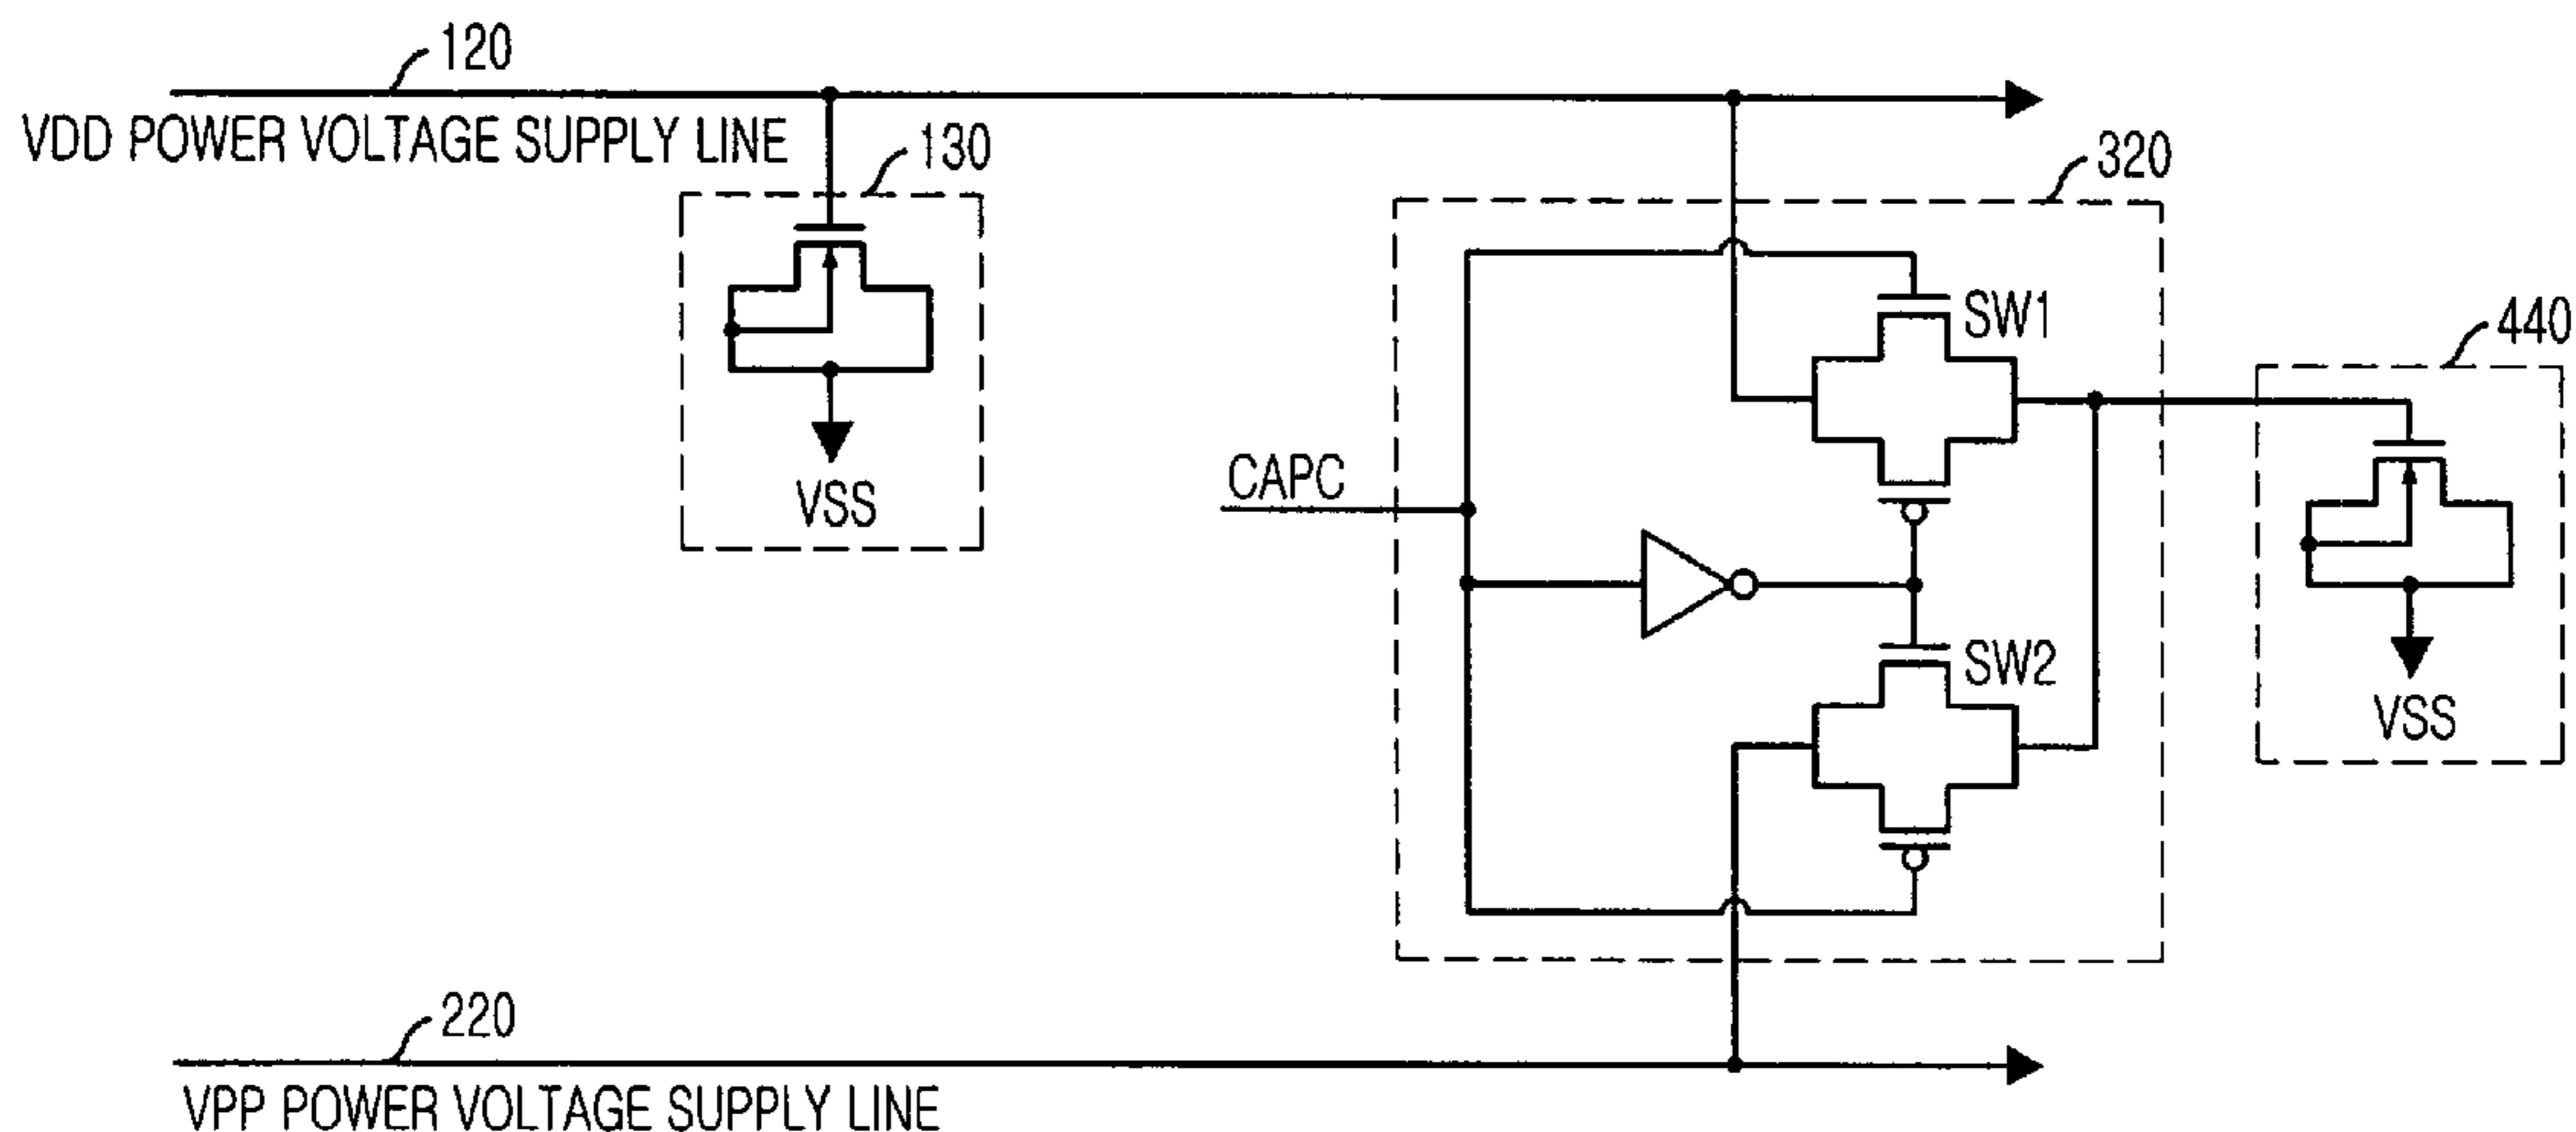 120
VDD POWER VOLTAGE SUPPLY LINE
130
320
SW1
440
CAPC
VSS
SW2
VSS
220
VPP POWER VOLTAGE SUPPLY LINE